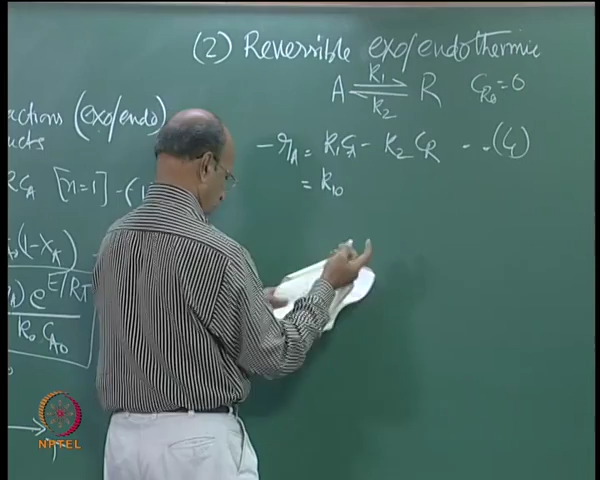 (2) Reversible exo/endothermic
A ⇌ R C_R0 = 0
k1
k2
actions (exo/endo)
cts
-r_A = k1 C_A - k2 C_R - - (4)
= k10
R C_A [n=1] - (
(1-X_A)
) e^E/RT
k0 C_A0
NPTEL